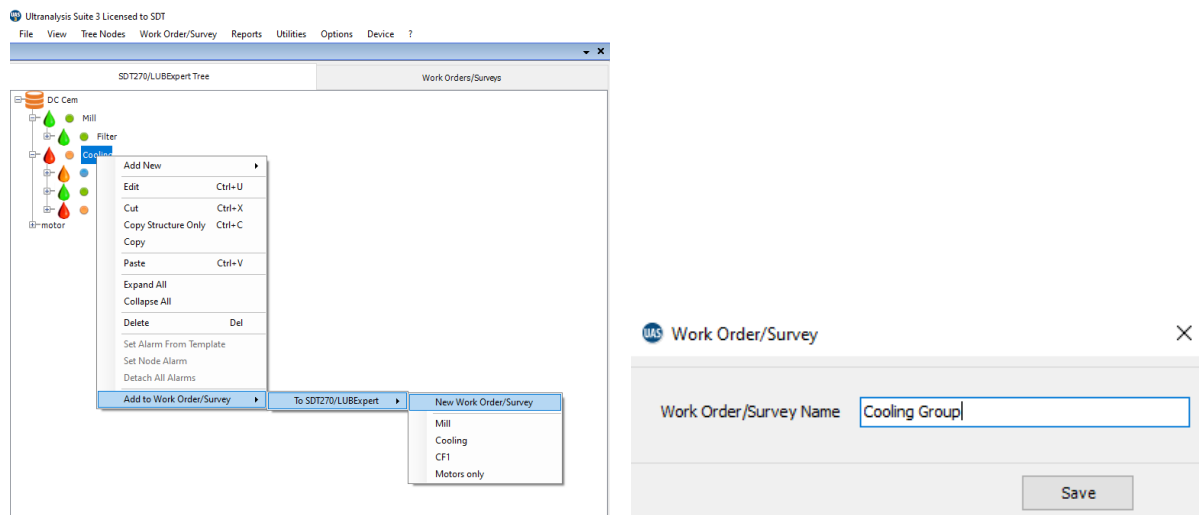 UAS Ultranalysis Suite 3 Licensed to SDT
File View Tree Nodes Work Order/Survey Reports Utilities Options Device ?
SDT270/LUBExpert Tree Work Orders/Surveys
DC Cem
Mill
Filter
Cooling
motor
Add New
Edit Ctrl+U
Cut Ctrl+X
Copy Structure Only Ctrl+C
Copy
Paste Ctrl+V
Expand All
Collapse All
Delete Del
Set Alarm From Template
Set Node Alarm
Detach All Alarms
Add to Work Order/Survey
To SDT270/LUBExpert
New Work Order/Survey
Mill
Cooling
CF1
Motors only
UAS Work Order/Survey
Work Order/Survey Name Cooling Group
Save